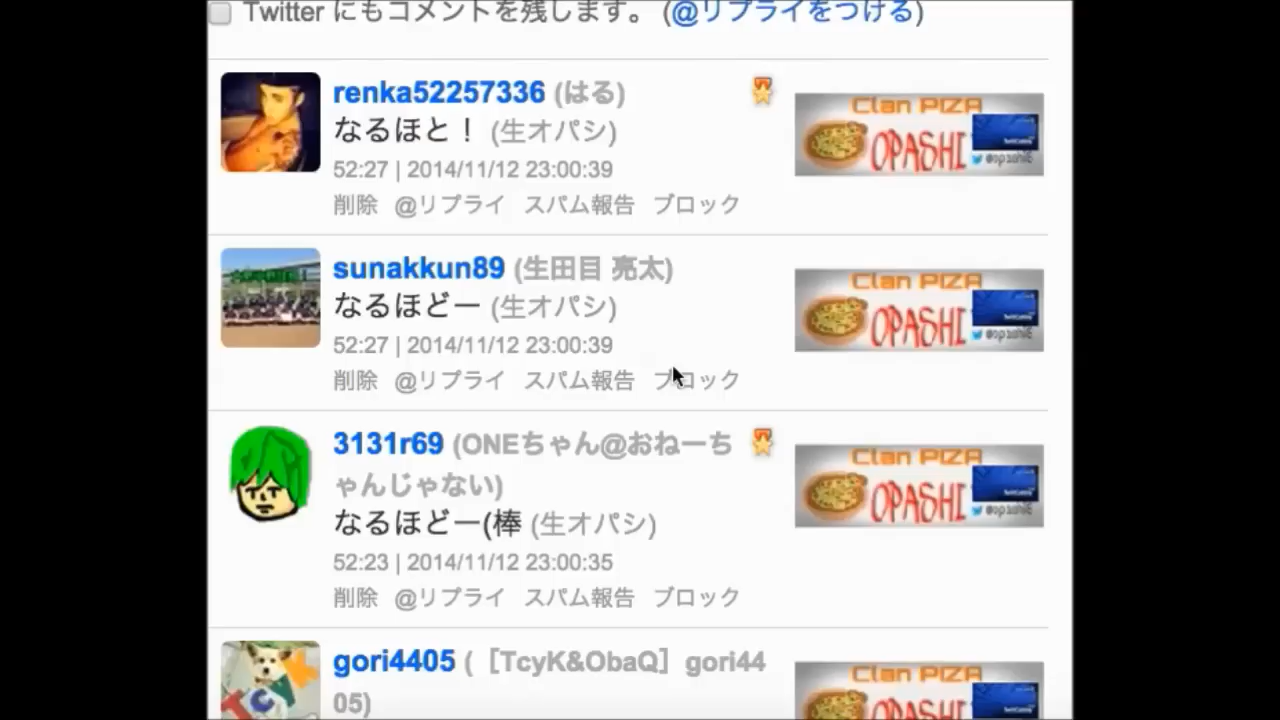 Twitter にもコメントを残します。 (@リプライをつける)
renka52257336 (はる)
なるほと！ (生オパシ)
52:27 | 2014/11/12 23:00:39
削除 @リプライ スパム報告 ブロック
Clan PIZA
OPASHI
sunakkun89 (生田目 亮太)
なるほどー (生オパシ)
52:27 | 2014/11/12 23:00:39
削除 @リプライ スパム報告 ブロック
Clan PIZA
OPASHI
3131r69 (ONEちゃん@おねーち
ゃんじゃない)
なるほどー(棒 (生オパシ)
52:23 | 2014/11/12 23:00:35
削除 @リプライ スパム報告 ブロック
Clan PIZA
OPASHI
gori4405 (［TcyK&ObaQ］gori44
05)
Clan PIZA